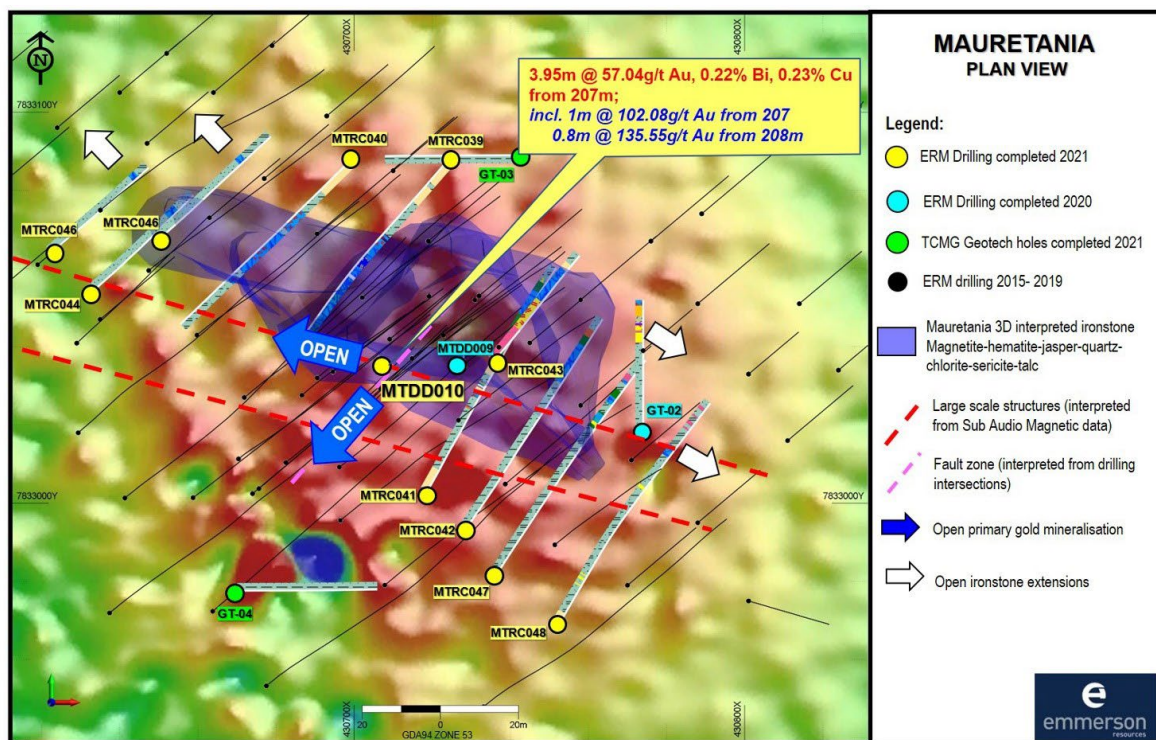 430700X
430800X
N
7833100Y
3.95m @ 57.04g/t Au, 0.22% Bi, 0.23% Cu
from 207m;
incl. 1m @ 102.08g/t Au from 207
0.8m @ 135.55g/t Au from 208m
MTRC040
MTRC039
GT-03
MTRC046
MTRC046
MTRC044
OPEN
MTDD009
MTRC043
MTDD010
OPEN
GT-02
7833000Y
7833000Y
MTRC041
MTRC042
MTRC047
GT-04
MTRC048
430700X
430800X
20 0 20m
GDA94 ZONE 53
MAURETANIA
PLAN VIEW
Legend:
ERM Drilling completed 2021
ERM Drilling completed 2020
TCMG Geotech holes completed 2021
ERM drilling 2015- 2019
Mauretania 3D interpreted ironstone
Magnetite-hematite-jasper-quartz-
chlorite-sericite-talc
Large scale structures (interpreted
from Sub Audio Magnetic data)
Fault zone (interpreted from drilling
intersections)
Open primary gold mineralisation
Open ironstone extensions
e
emmerson
resources